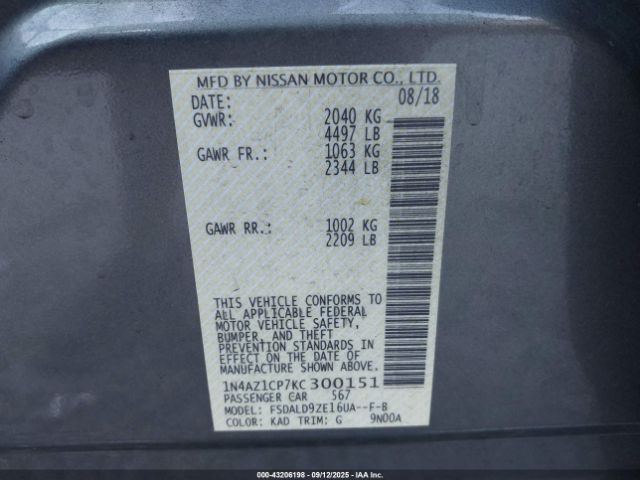 MFD BY NISSAN MOTOR CO., LTD.
DATE: 08/18
GVWR: 2040 KG
4497 LB
GAWR FR.: 1063 KG
2344 LB
GAWR RR.: 1002 KG
2209 LB
THIS VEHICLE CONFORMS TO
ALL APPLICABLE FEDERAL
MOTOR VEHICLE SAFETY,
BUMPER, AND THEFT
PREVENTION STANDARDS IN
EFFECT ON THE DATE OF
MANUFACTURE SHOWN ABOVE.
1N4AZ1CP7KC300151
PASSENGER CAR 567
MODEL: FSDALD9ZE16UA--F-B
COLOR: KAD TRIM: G 9N00A
000-43206198 - 09/12/2025 - IAAI.com